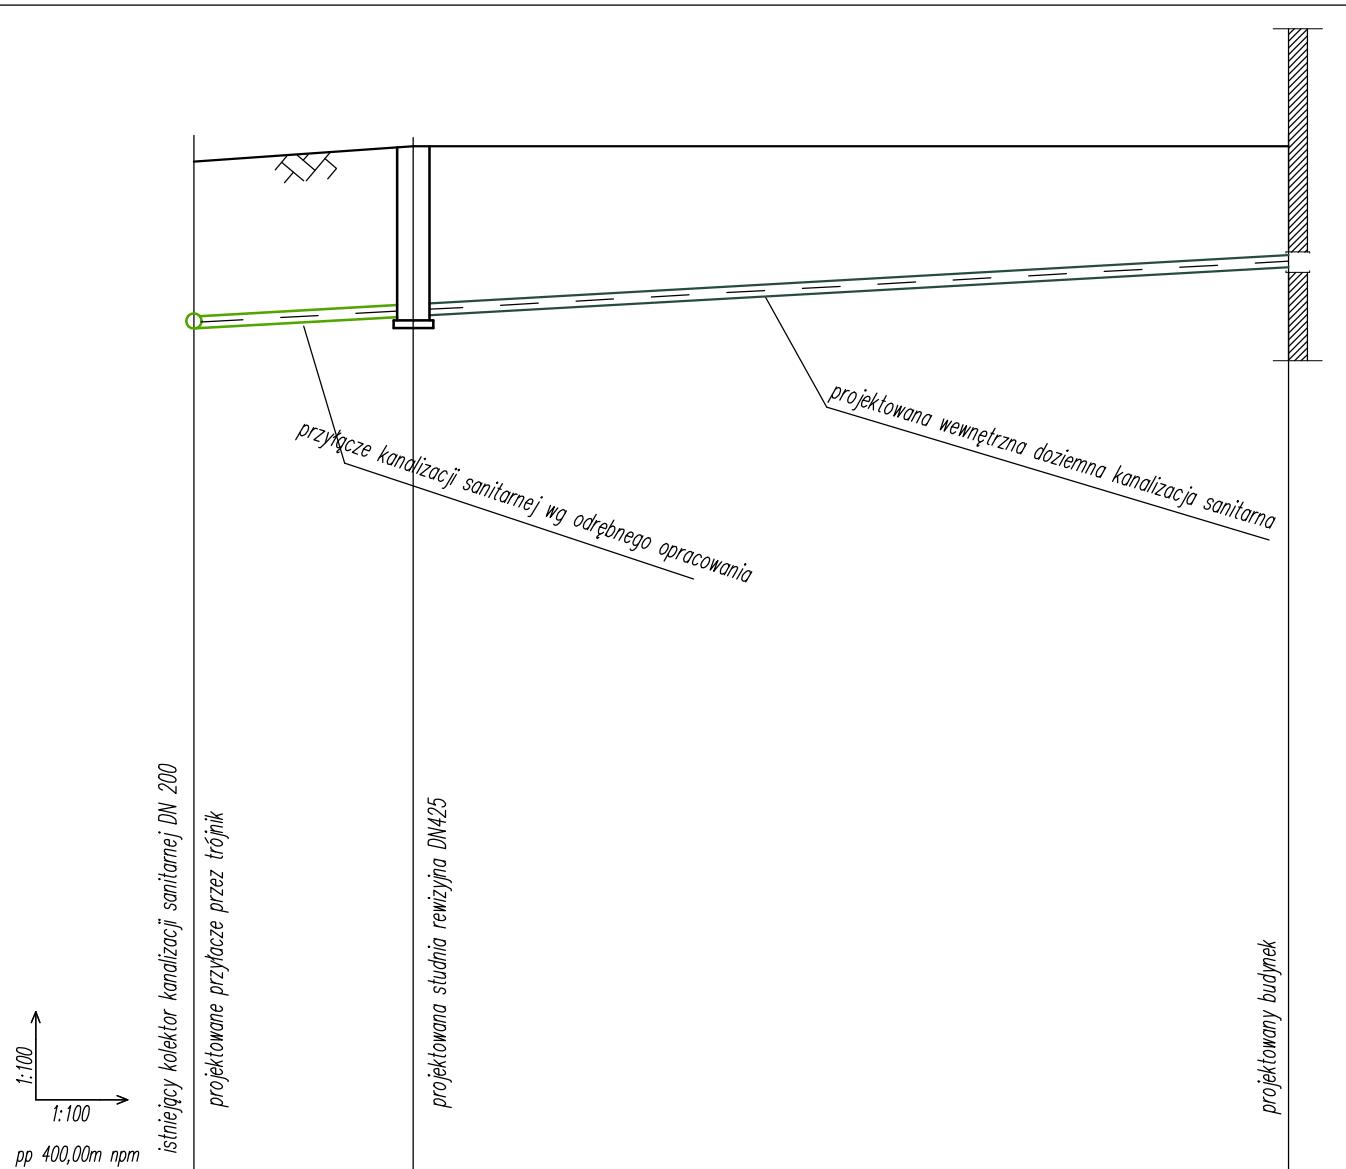 przyłącze kanalizacji sanitarnej wg odrębnego opracowania
projektowana wewnętrzna doziemna kanalizacja sanitarna
istniejący kolektor kanalizacji sanitarnej DN 200
projektowane przyłacze przez trójnik
projektowana studnia rewizyjna DN425
projektowany budynek
1:100
1:100
pp 400,00m npm